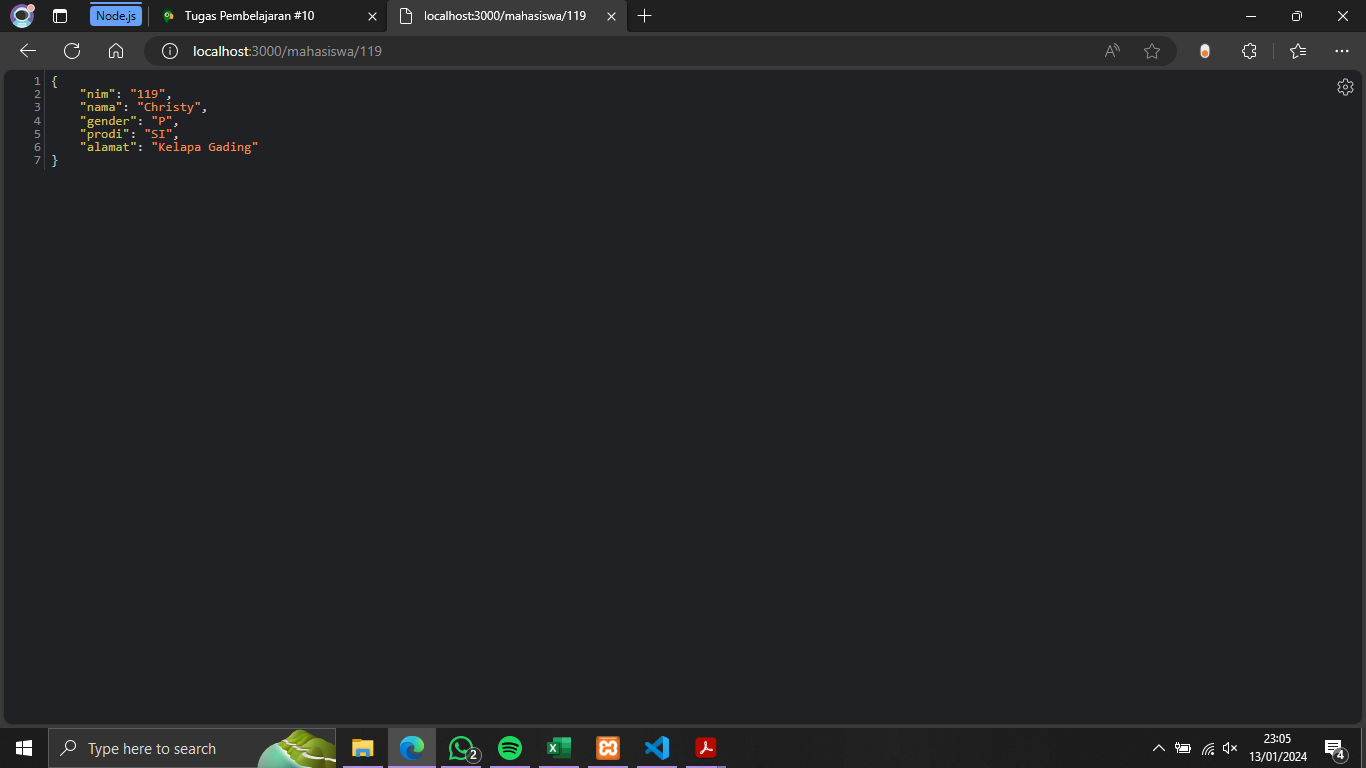 Node.js
Tugas Pembelajaran #10
localhost:3000/mahasiswa/119
localhost:3000/mahasiswa/119
1 {
2 "nim": "119",
3 "nama": "Christy",
4 "gender": "P",
5 "prodi": "SI",
6 "alamat": "Kelapa Gading"
7 }
Type here to search
2
23:05
13/01/2024
4